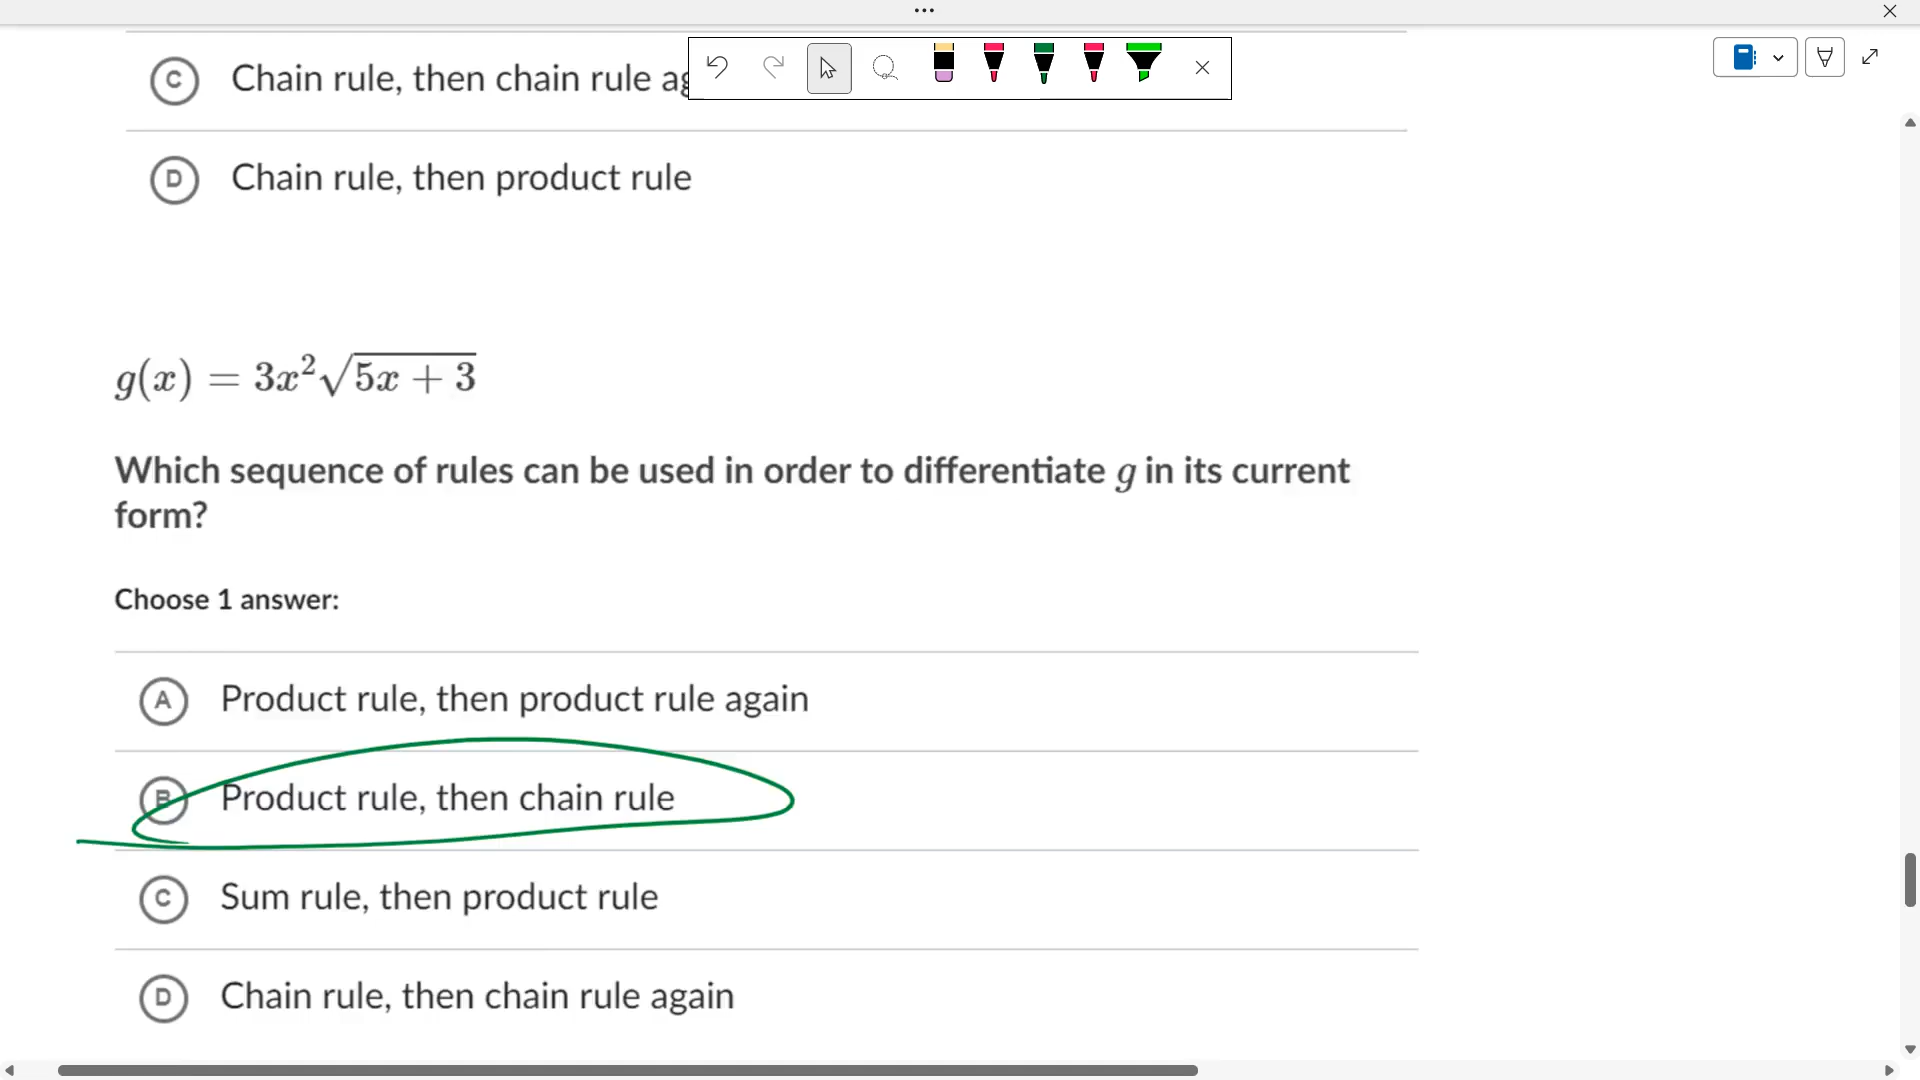 C Chain rule, then chain rule ag
D Chain rule, then product rule
g(x) = 3x²√(5x + 3)
Which sequence of rules can be used in order to differentiate g in its current
form?
Choose 1 answer:
A Product rule, then product rule again
B Product rule, then chain rule
C Sum rule, then product rule
D Chain rule, then chain rule again